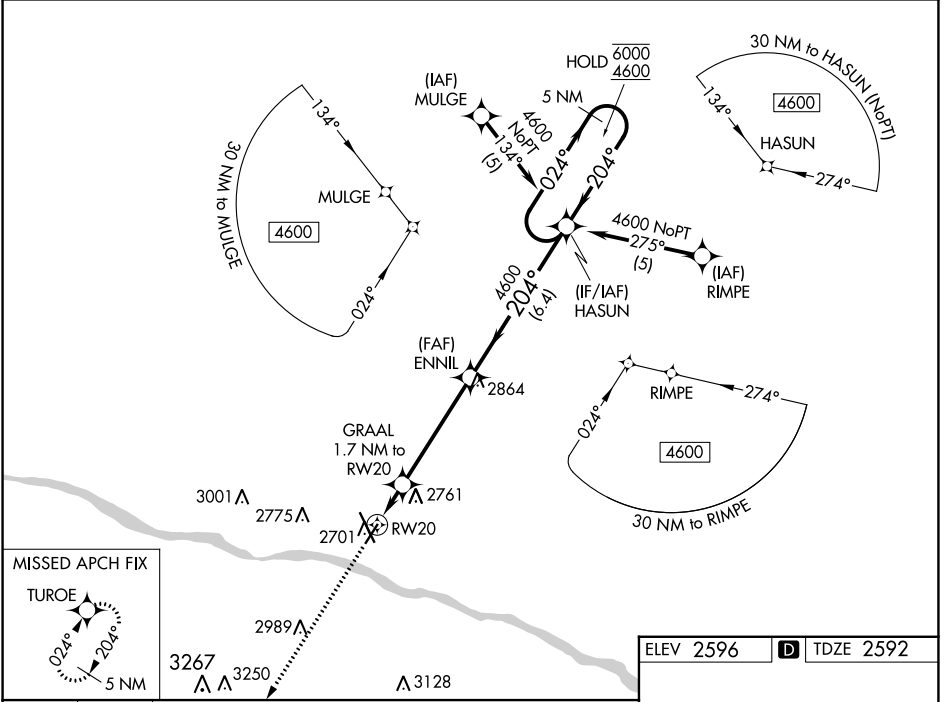 HOLD 6000
4600
30 NM to HASUN (NoPT)
134°
4600
HASUN
274°
(IAF)
MULGE
5 NM
4600
NoPT
134°
(5)
024°
204°
134°
30 NM to MULGE
MULGE
4600
024°
4600 NoPT
275°
(5)
(IAF)
RIMPE
(IF/IAF)
HASUN
4600
204°
(6.4)
(FAF)
ENNIL
2864
RIMPE
274°
024°
4600
30 NM to RIMPE
GRAAL
1.7 NM to
RW20
3001
2761
2775
2701
RW20
MISSED APCH FIX
TUROE
024°
204°
5 NM
2989
3267
3250
3128
ELEV 2596
D
TDZE 2592